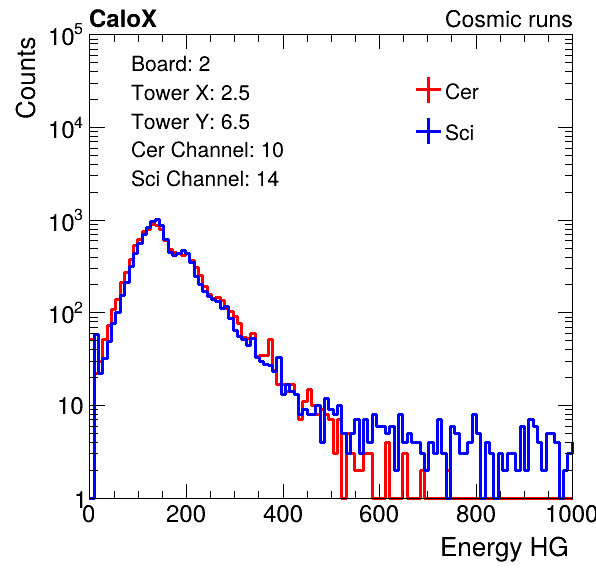 CaloX Cosmic runs
Counts
10^5
10^4
10^3
10^2
10
1
Board: 2
Tower X: 2.5
Tower Y: 6.5
Cer Channel: 10
Sci Channel: 14
Cer
Sci
0 200 400 600 800 1000
Energy HG